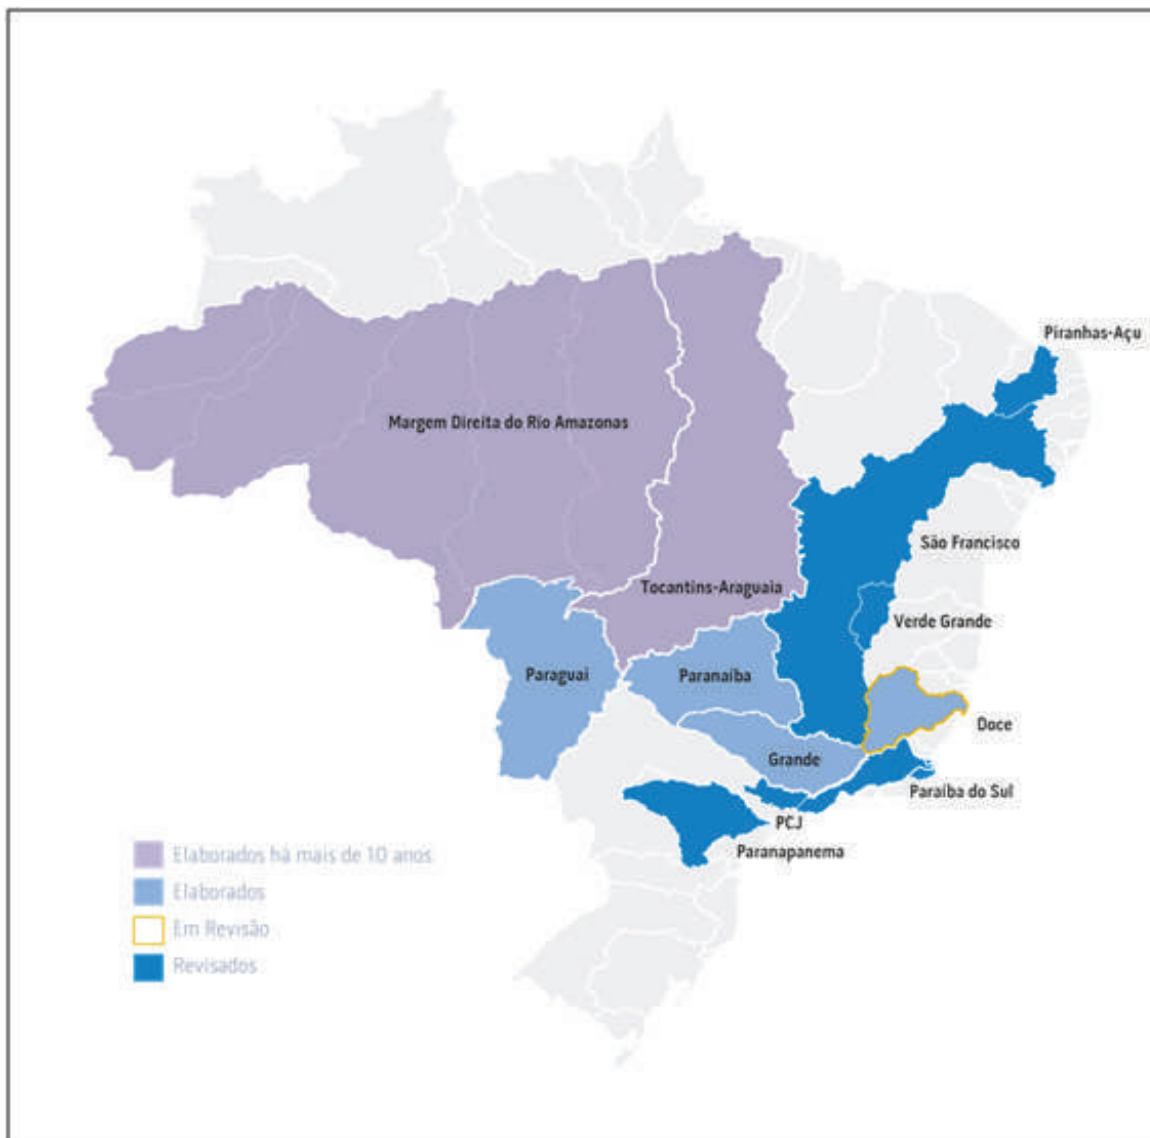 Piranhas-Açu
Margem Direita do Rio Amazonas
São Francisco
Tocantins-Araguaia
Verde Grande
Paraguai
Paranaíba
Doce
Grande
Paraíba do Sul
PCJ
Paranapanema
Elaborados há mais de 10 anos
Elaborados
Em Revisão
Revisados